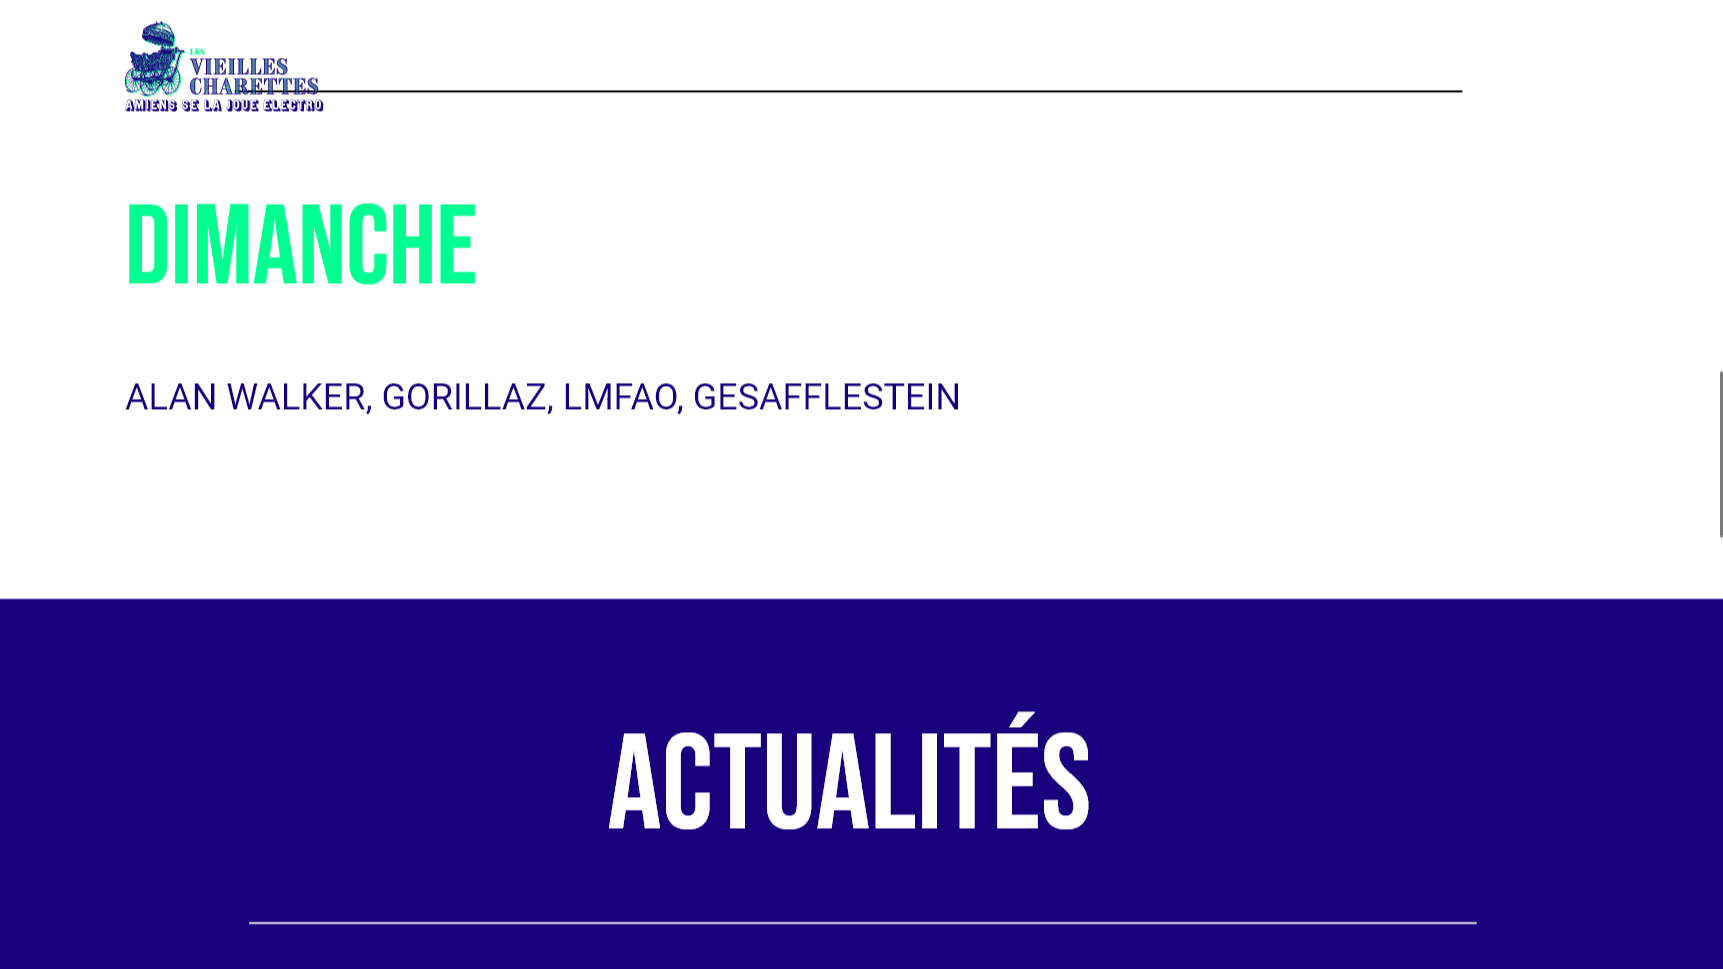 LES
VIEILLES
CHARETTES
AMIENS SE LA JOUE ELECTRO
DIMANCHE
ALAN WALKER, GORILLAZ, LMFAO, GESAFFLESTEIN
ACTUALITÉS